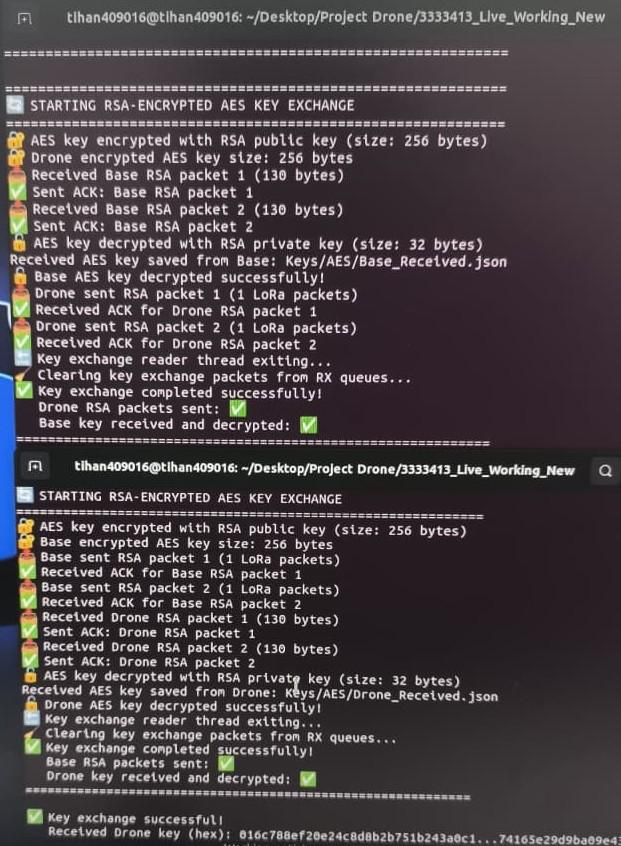 tihan409016@tihan409016: ~/Desktop/Project Drone/3333413_Live_Working_New
============================================================
============================================================
🔄 STARTING RSA-ENCRYPTED AES KEY EXCHANGE
============================================================
🔐 AES key encrypted with RSA public key (size: 256 bytes)
🔐 Drone encrypted AES key size: 256 bytes
📥 Received Base RSA packet 1 (130 bytes)
✅ Sent ACK: Base RSA packet 1
📥 Received Base RSA packet 2 (130 bytes)
✅ Sent ACK: Base RSA packet 2
🔓 AES key decrypted with RSA private key (size: 32 bytes)
Received AES key saved from Base: Keys/AES/Base_Received.json
🔓 Base AES key decrypted successfully!
📤 Drone sent RSA packet 1 (1 LoRa packets)
✅ Received ACK for Drone packet 1
📤 Drone sent RSA packet 2 (1 LoRa packets)
✅ Received ACK for Drone packet 2
🔚 Key exchange reader thread exiting...
🧹 Clearing key exchange packets from RX queues...
✅ Key exchange completed successfully!
Drone RSA packets sent: ✅
Base key received and decrypted: ✅
============================================================
tihan409016@tihan409016: ~/Desktop/Project Drone/3333413_Live_Working_New
🔄 STARTING RSA-ENCRYPTED AES KEY EXCHANGE
============================================================
🔐 AES key encrypted with RSA public key (size: 256 bytes)
🔐 Base encrypted AES key size: 256 bytes
📤 Base sent RSA packet 1 (1 LoRa packets)
✅ Received ACK for Base RSA packet 1
📤 Base sent RSA packet 2 (1 LoRa packets)
✅ Received ACK for Base RSA packet 2
📥 Received Drone RSA packet 1 (130 bytes)
✅ Sent ACK: Drone RSA packet 1
📥 Received Drone RSA packet 2 (130 bytes)
✅ Sent ACK: Drone RSA packet 2
🔓 AES key decrypted with RSA private key (size: 32 bytes)
Received AES key saved from Drone: Keys/AES/Drone_Received.json
🔓 Drone AES key decrypted successfully!
🔚 Key exchange reader thread exiting...
🧹 Clearing key exchange packets from RX queues...
✅ Key exchange completed successfully!
Base RSA packets sent: ✅
Drone key received and decrypted: ✅
============================================================
✅ Key exchange successful!
Received Drone key (hex): 016c788ef20e24c8d8b2b751b243a0c1...74165e29d9ba09e43